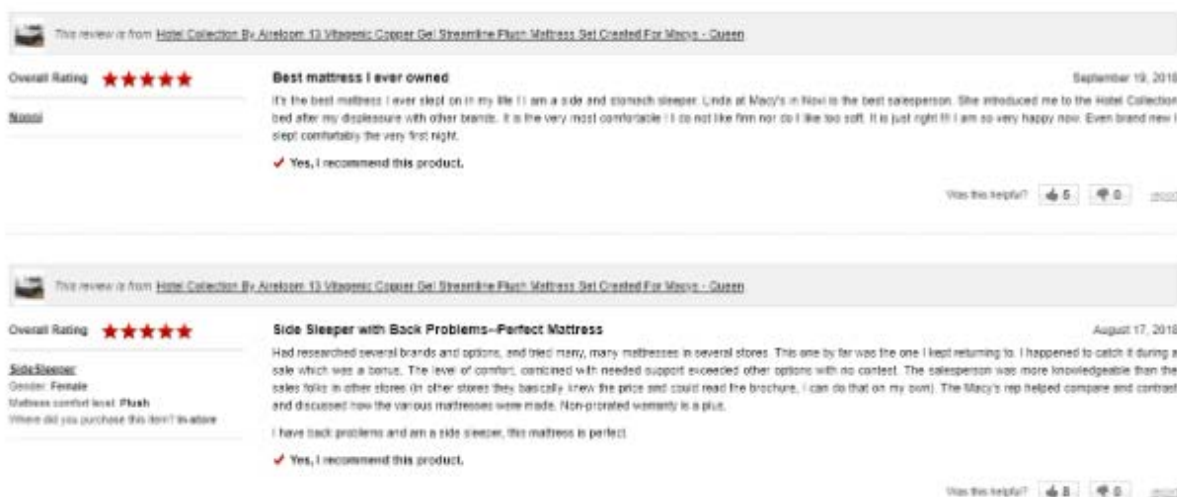 This review is from Hotel Collection By Aireloom 13 Vitagenic Copper Gel Streamline Plush Mattress Set Created For Macys - Queen
Overall Rating
Best mattress I ever owned
September 19, 2018
It's the best mattress I ever slept on in my life ! I am a side and stomach sleeper. Linda at Macy's in Novi is the best salesperson. She introduced me to the Hotel Collection
Nonni
bed after my displeasure with other brands. It is the very most comfortable ! I do not like firm nor do I like too soft. It is just right !!! I am so very happy now. Even brand new I
slept comfortably the very first night.
Yes, I recommend this product.
Was this helpful? 5 0 report
This review is from Hotel Collection By Aireloom 13 Vitagenic Copper Gel Streamline Plush Mattress Set Created For Macys - Queen
Overall Rating
Side Sleeper with Back Problems--Perfect Mattress
August 17, 2018
Had researched several brands and options, and tried many, many mattresses in several stores. This one by far was the one I kept returning to. I happened to catch it during a
SideSleeper
sale which was a bonus. The level of comfort, combined with needed support exceeded other options with no contest. The salesperson was more knowledgeable than the
Gender: Female
sales folks in other stores (in other stores they basically knew the price and could read the brochure, I can do that on my own). The Macy's rep helped compare and contrast
Mattress comfort level: Plush
and discussed how the various mattresses were made. Non-prorated warranty is a plus.
Where did you purchase this item? In-store
I have back problems and am a side sleeper, this mattress is perfect
Yes, I recommend this product.
Was this helpful? 8 0 report